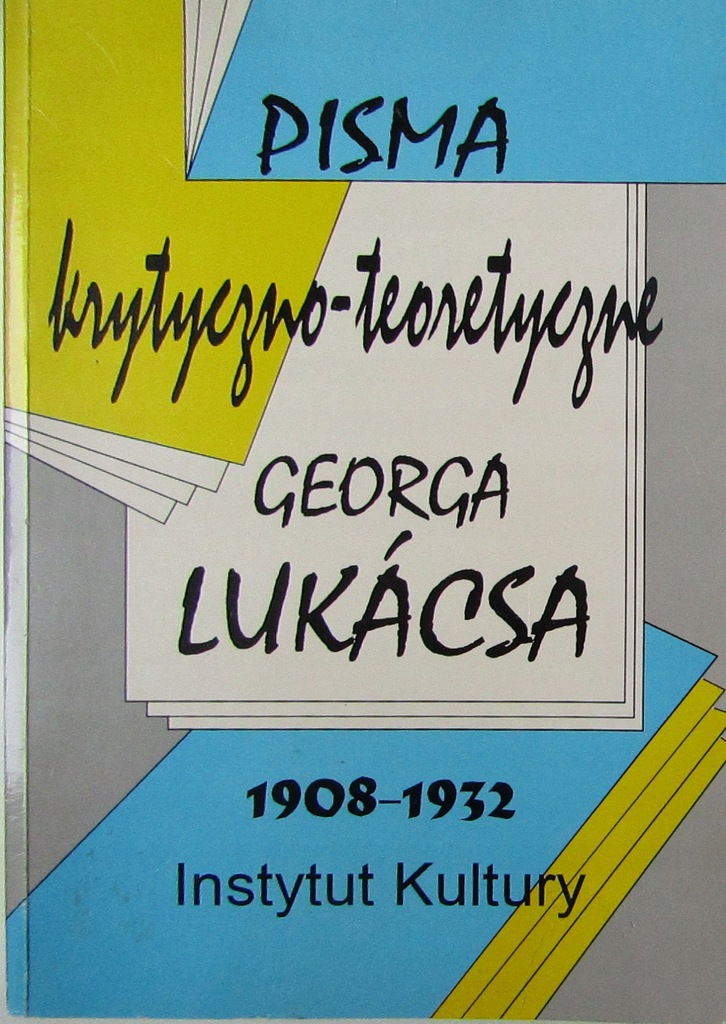 PISMA
krytyczno-teoretyczne
GEORGA
LUKÁCSA
1908-1932
Instytut Kultury